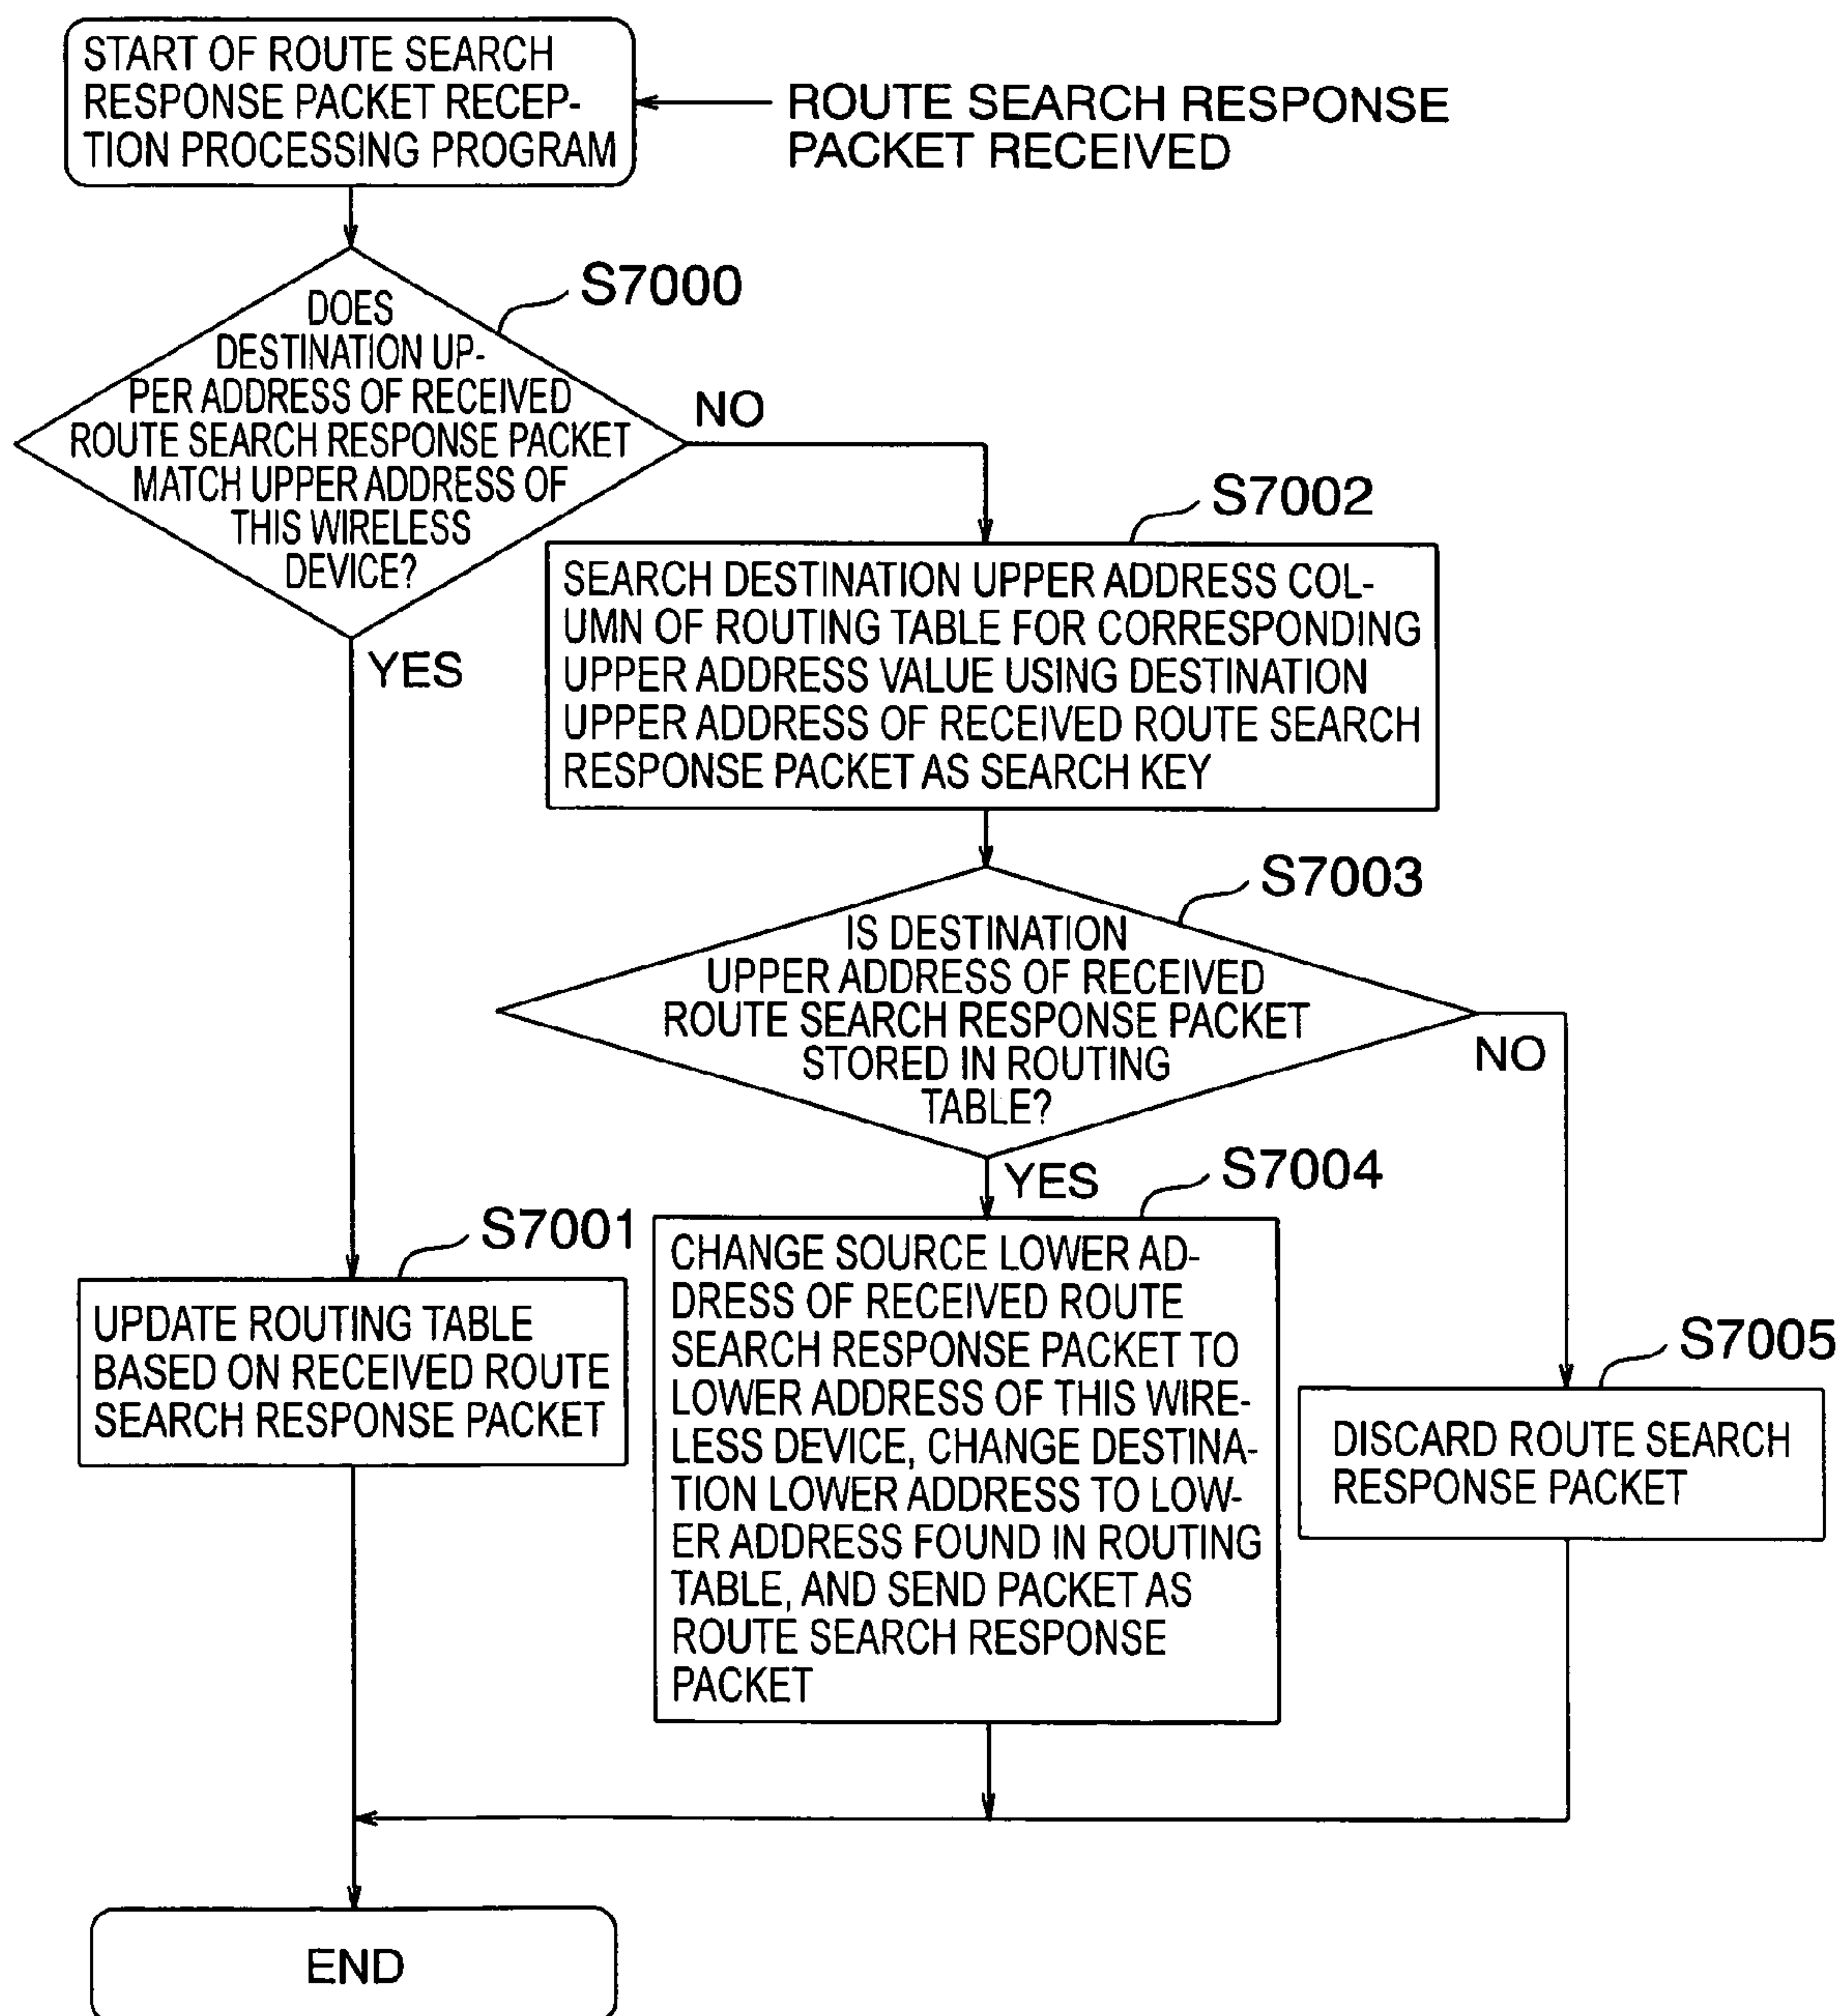 START OF ROUTE SEARCH
RESPONSE PACKET RECEP-
TION PROCESSING PROGRAM
ROUTE SEARCH RESPONSE
PACKET RECEIVED
S7000
DOES
DESTINATION UP-
PER ADDRESS OF RECEIVED
ROUTE SEARCH RESPONSE PACKET
MATCH UPPER ADDRESS OF
THIS WIRELESS
DEVICE?
NO
YES
S7002
SEARCH DESTINATION UPPER ADDRESS COL-
UMN OF ROUTING TABLE FOR CORRESPONDING
UPPER ADDRESS VALUE USING DESTINATION
UPPER ADDRESS OF RECEIVED ROUTE SEARCH
RESPONSE PACKET AS SEARCH KEY
S7003
IS DESTINATION
UPPER ADDRESS OF RECEIVED
ROUTE SEARCH RESPONSE PACKET
STORED IN ROUTING
TABLE?
NO
YES
S7004
CHANGE SOURCE LOWER AD-
DRESS OF RECEIVED ROUTE
SEARCH RESPONSE PACKET TO
LOWER ADDRESS OF THIS WIRE-
LESS DEVICE, CHANGE DESTINA-
TION LOWER ADDRESS TO LOW-
ER ADDRESS FOUND IN ROUTING
TABLE, AND SEND PACKET AS
ROUTE SEARCH RESPONSE
PACKET
S7001
UPDATE ROUTING TABLE
BASED ON RECEIVED ROUTE
SEARCH RESPONSE PACKET
S7005
DISCARD ROUTE SEARCH
RESPONSE PACKET
END